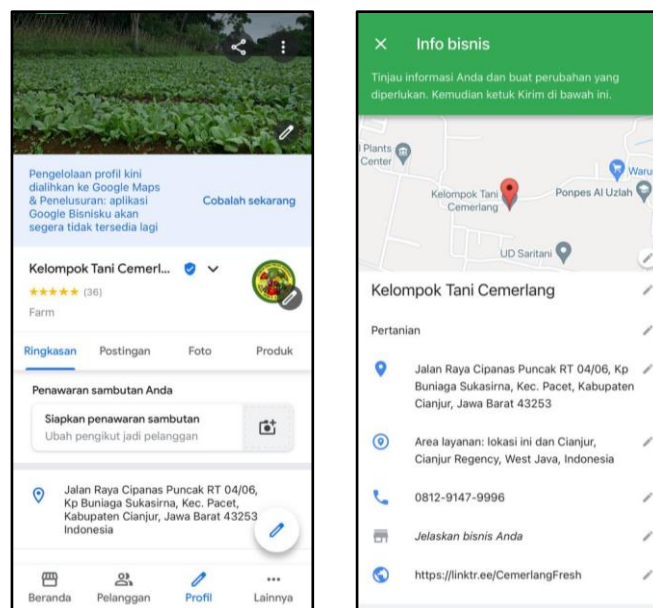 Pengelolaan profil kini
dialihkan ke Google Maps
& Penelusuran: aplikasi
Google Bisnisku akan
segera tidak tersedia lagi
Cobalah sekarang
Kelompok Tani Cemerl...
(36)
Farm
Ringkasan Postingan Foto Produk
Penawaran sambutan Anda
Siapkan penawaran sambutan
Ubah pengikut jadi pelanggan
Jalan Raya Cipanas Puncak RT 04/06,
Kp Buniaga Sukasirna, Kec. Pacet,
Kabupaten Cianjur, Jawa Barat 43253
Indonesia
Beranda Pelanggan Profil Lainnya
Info bisnis
Tinjau informasi Anda dan buat perubahan yang
diperlukan. Kemudian ketuk Kirim di bawah ini.
Plants
Center
Waru
Kelompok Tani
Cemerlang
Ponpes Al Uzlah
UD Saritani
Kelompok Tani Cemerlang
Pertanian
Jalan Raya Cipanas Puncak RT 04/06, Kp
Buniaga Sukasirna, Kec. Pacet, Kabupaten
Cianjur, Jawa Barat 43253
Area layanan: lokasi ini dan Cianjur,
Cianjur Regency, West Java, Indonesia
0812-9147-9996
Jelaskan bisnis Anda
https://linktr.ee/CemerlangFresh